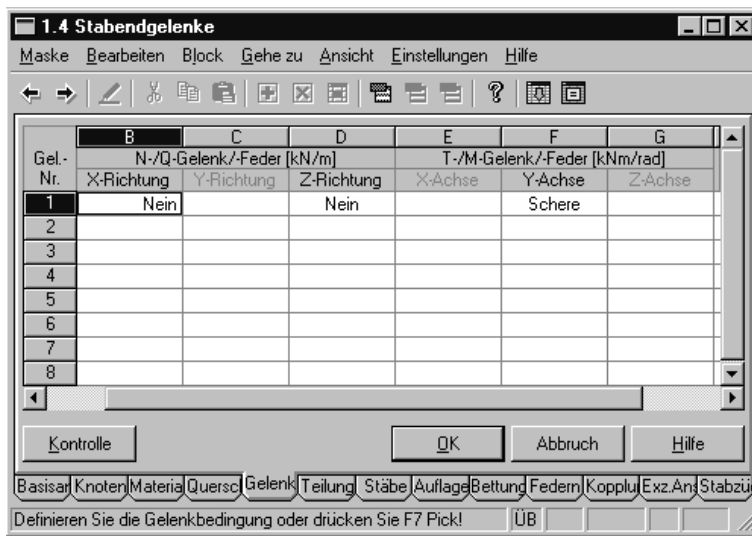 1.4 Stabendgelenke
Maske Bearbeiten Block Gehe zu Ansicht Einstellungen Hilfe
B C D E F G
Gel.- N-/Q-Gelenk/-Feder [kN/m] T-/M-Gelenk/-Feder [kNm/rad]
Nr. X-Richtung Y-Richtung Z-Richtung X-Achse Y-Achse Z-Achse
1 Nein Nein Schere
2
3
4
5
6
7
8
Kontrolle OK Abbruch Hilfe
Basisar Knoten Materia Quersc Gelenk Teilung Stäbe Auflage Bettung Federn Kopplu Exz.An Stabzü
Definieren Sie die Gelenkbedingung oder drücken Sie F7 Pick! ÜB